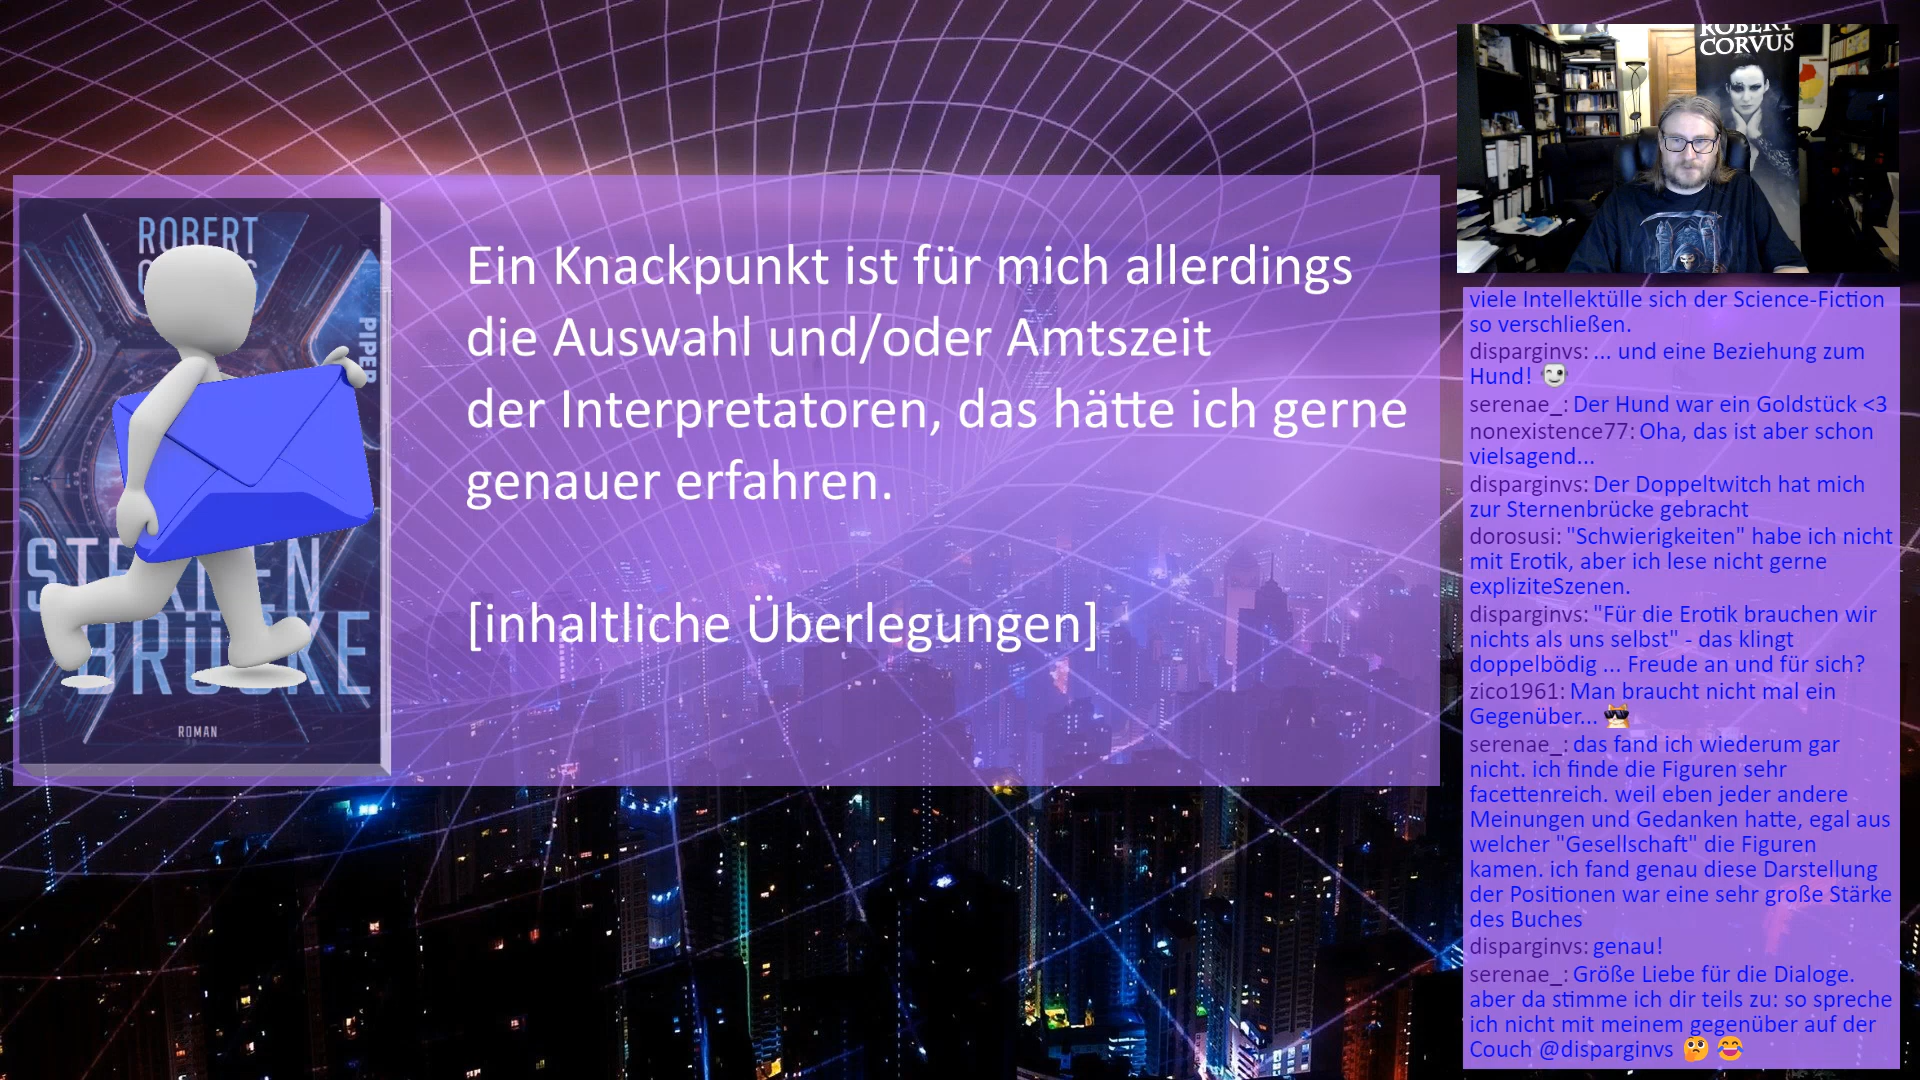 ROBERT
PIPER
STERNEN
BRÜCKE
ROMAN
Ein Knackpunkt ist für mich allerdings
die Auswahl und/oder Amtszeit
der Interpretatoren, das hätte ich gerne
genauer erfahren.
[inhaltliche Überlegungen]
ROBERT
CORVUS
viele Intellektülle sich der Science-Fiction
so verschließen.
disparginvs: ... und eine Beziehung zum
Hund!
serenae_: Der Hund war ein Goldstück <3
nonexistence77: Oha, das ist aber schon
vielsagend...
disparginvs: Der Doppeltwitch hat mich
zur Sternenbrücke gebracht
dorosusi: "Schwierigkeiten" habe ich nicht
mit Erotik, aber ich lese nicht gerne
expliziteSzenen.
disparginvs: "Für die Erotik brauchen wir
nichts als uns selbst" - das klingt
doppelbödig ... Freude an und für sich?
zico1961: Man braucht nicht mal ein
Gegenüber... 
serenae_: das fand ich wiederum gar
nicht. ich finde die Figuren sehr
facettenreich. weil eben jeder andere
Meinungen und Gedanken hatte, egal aus
welcher "Gesellschaft" die Figuren
kamen. ich fand genau diese Darstellung
der Positionen war eine sehr große Stärke
des Buches
disparginvs: genau!
serenae_: Größe Liebe für die Dialoge.
aber da stimme ich dir teils zu: so spreche
ich nicht mit meinem gegenüber auf der
Couch @disparginvs 🤔 😂